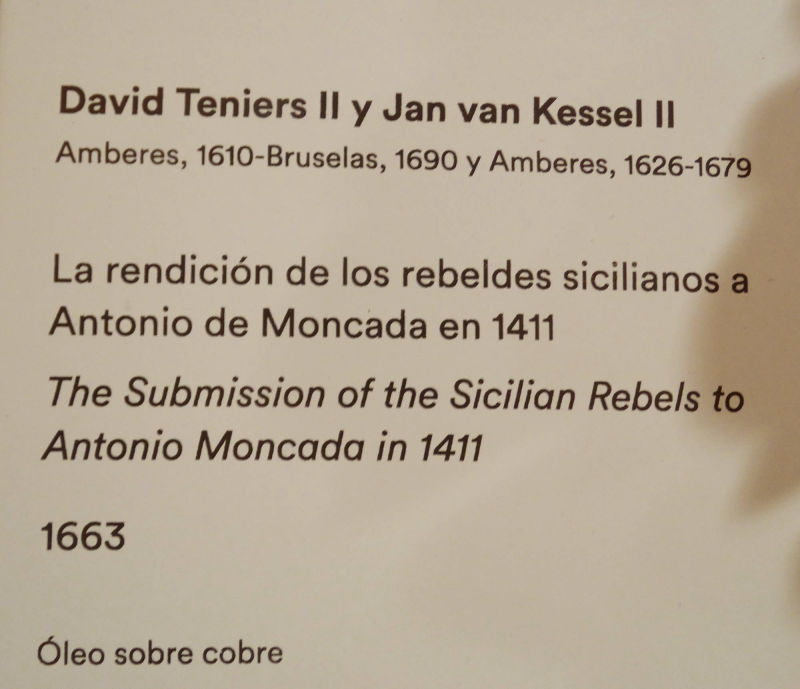 David Teniers II y Jan van Kessel II
Amberes, 1610-Bruselas, 1690 y Amberes, 1626-1679
La rendición de los rebeldes sicilianos a
Antonio de Moncada en 1411
The Submission of the Sicilian Rebels to
Antonio Moncada in 1411
1663
Óleo sobre cobre